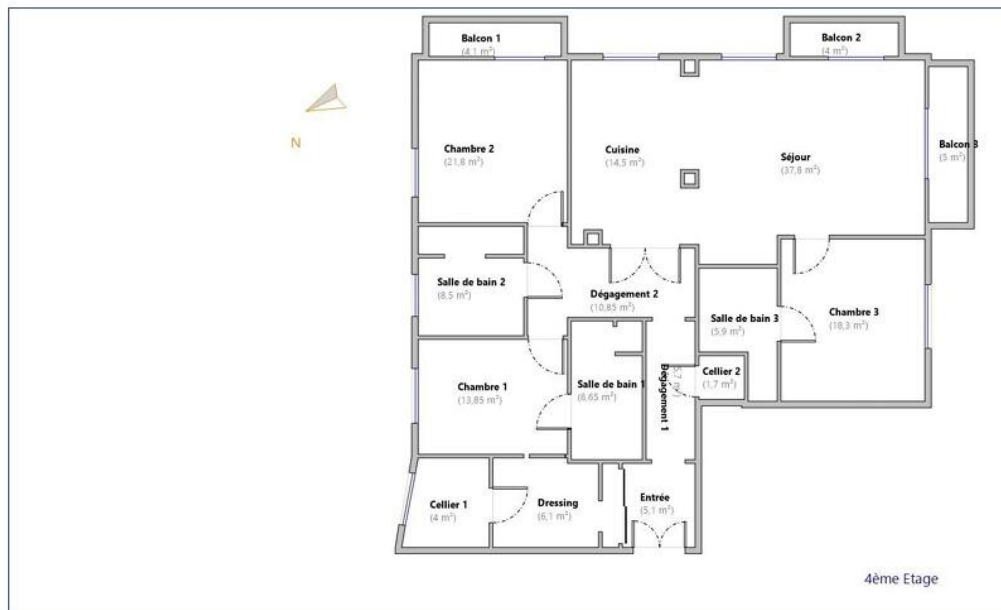 Balcon 1
(4,1 m²)
Balcon 2
(4 m²)
N
Chambre 2
(21,8 m²)
Cuisine
(14,5 m²)
Séjour
(37,8 m²)
Balcon 3
(5 m²)
Salle de bain 2
(8,5 m²)
Dégagement 2
(10,85 m²)
Salle de bain 3
(5,9 m²)
Chambre 3
(18,3 m²)
Chambre 1
(13,85 m²)
Salle de bain 1
(6,65 m²)
Dégagement 1
Cellier 2
(1,7 m²)
Cellier 1
(4 m²)
Dressing
(6,1 m²)
Entrée
(5,1 m²)
4ème Etage